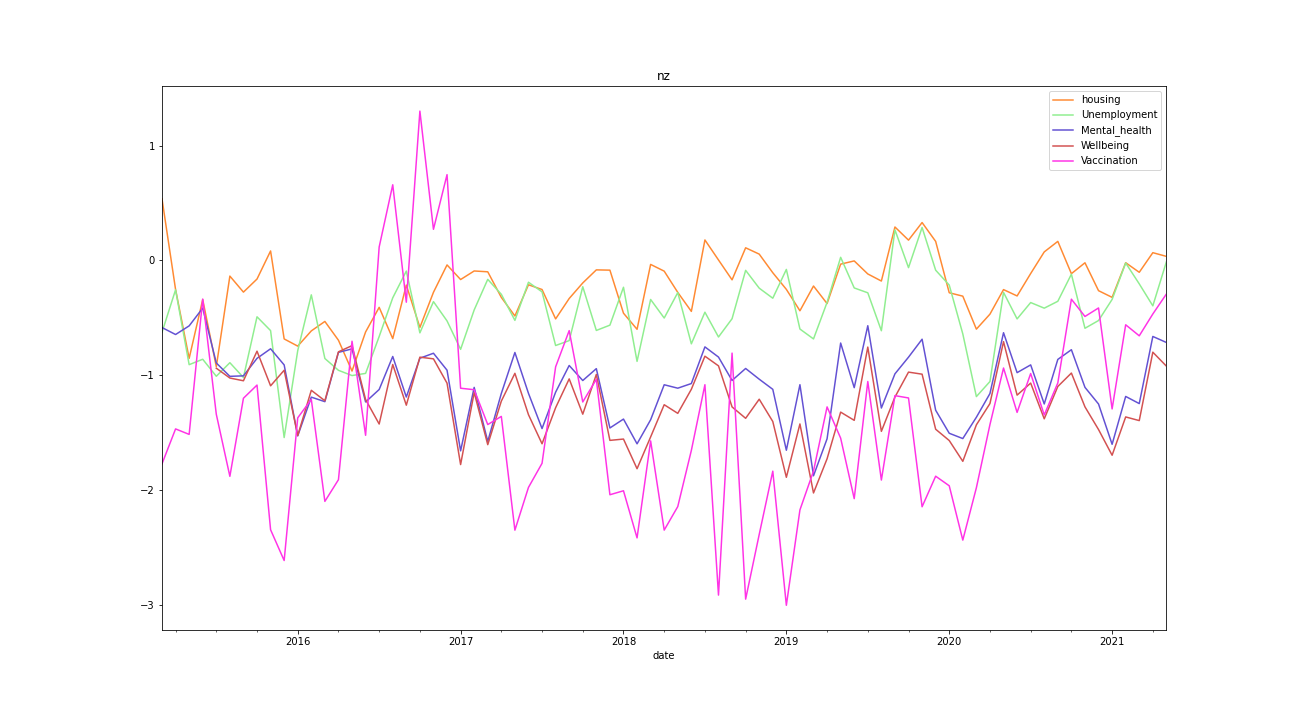 nz
housing
Unemployment
Mental_health
Wellbeing
Vaccination
1
0
−1
−2
−3
2016 2017 2018 2019 2020 2021
date